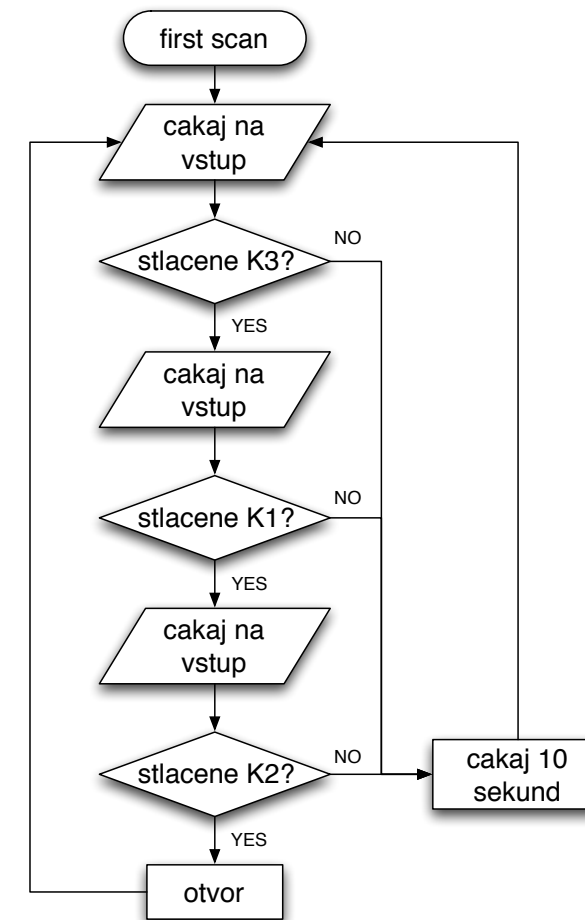 first scan
cakaj na
vstup
stlacene K3?
NO
YES
cakaj na
vstup
stlacene K1?
NO
YES
cakaj na
vstup
stlacene K2?
NO
cakaj 10
sekund
YES
otvor